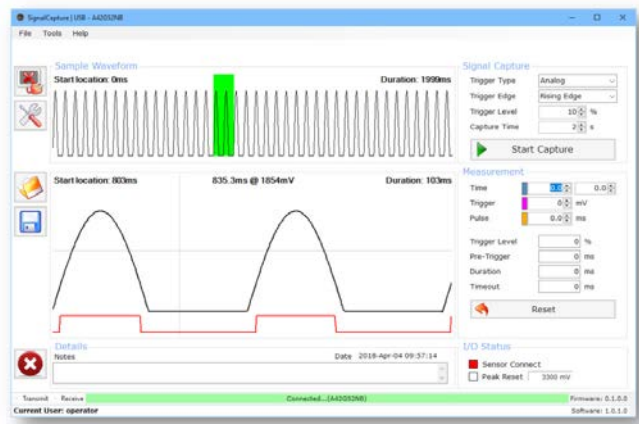 SignalCapture | USB - A42032NB
File Tools Help
Sample Waveform
Start location: 0ms Duration: 1999ms
Start location: 803ms 835.3ms @ 1854mV Duration: 103ms
Details
Notes Date 2018-Apr-04 09:37:14
Signal Capture
Trigger Type Analog
Trigger Edge Rising Edge
Trigger Level 10 %
Capture Time 2 s
Start Capture
Measurement
Time 0.0 0.0
Trigger 0 mV
Pulse 0.0 ms
Trigger Level 0 %
Pre-Trigger 0 ms
Duration 0 ms
Timeout 0 ms
Reset
I/O Status
Sensor Connect
Peak Reset 3300 mV
Transmit Receive Connected...(A42032NB) Firmware: 0.1.0.0
Current User: operator Software: 1.0.1.0